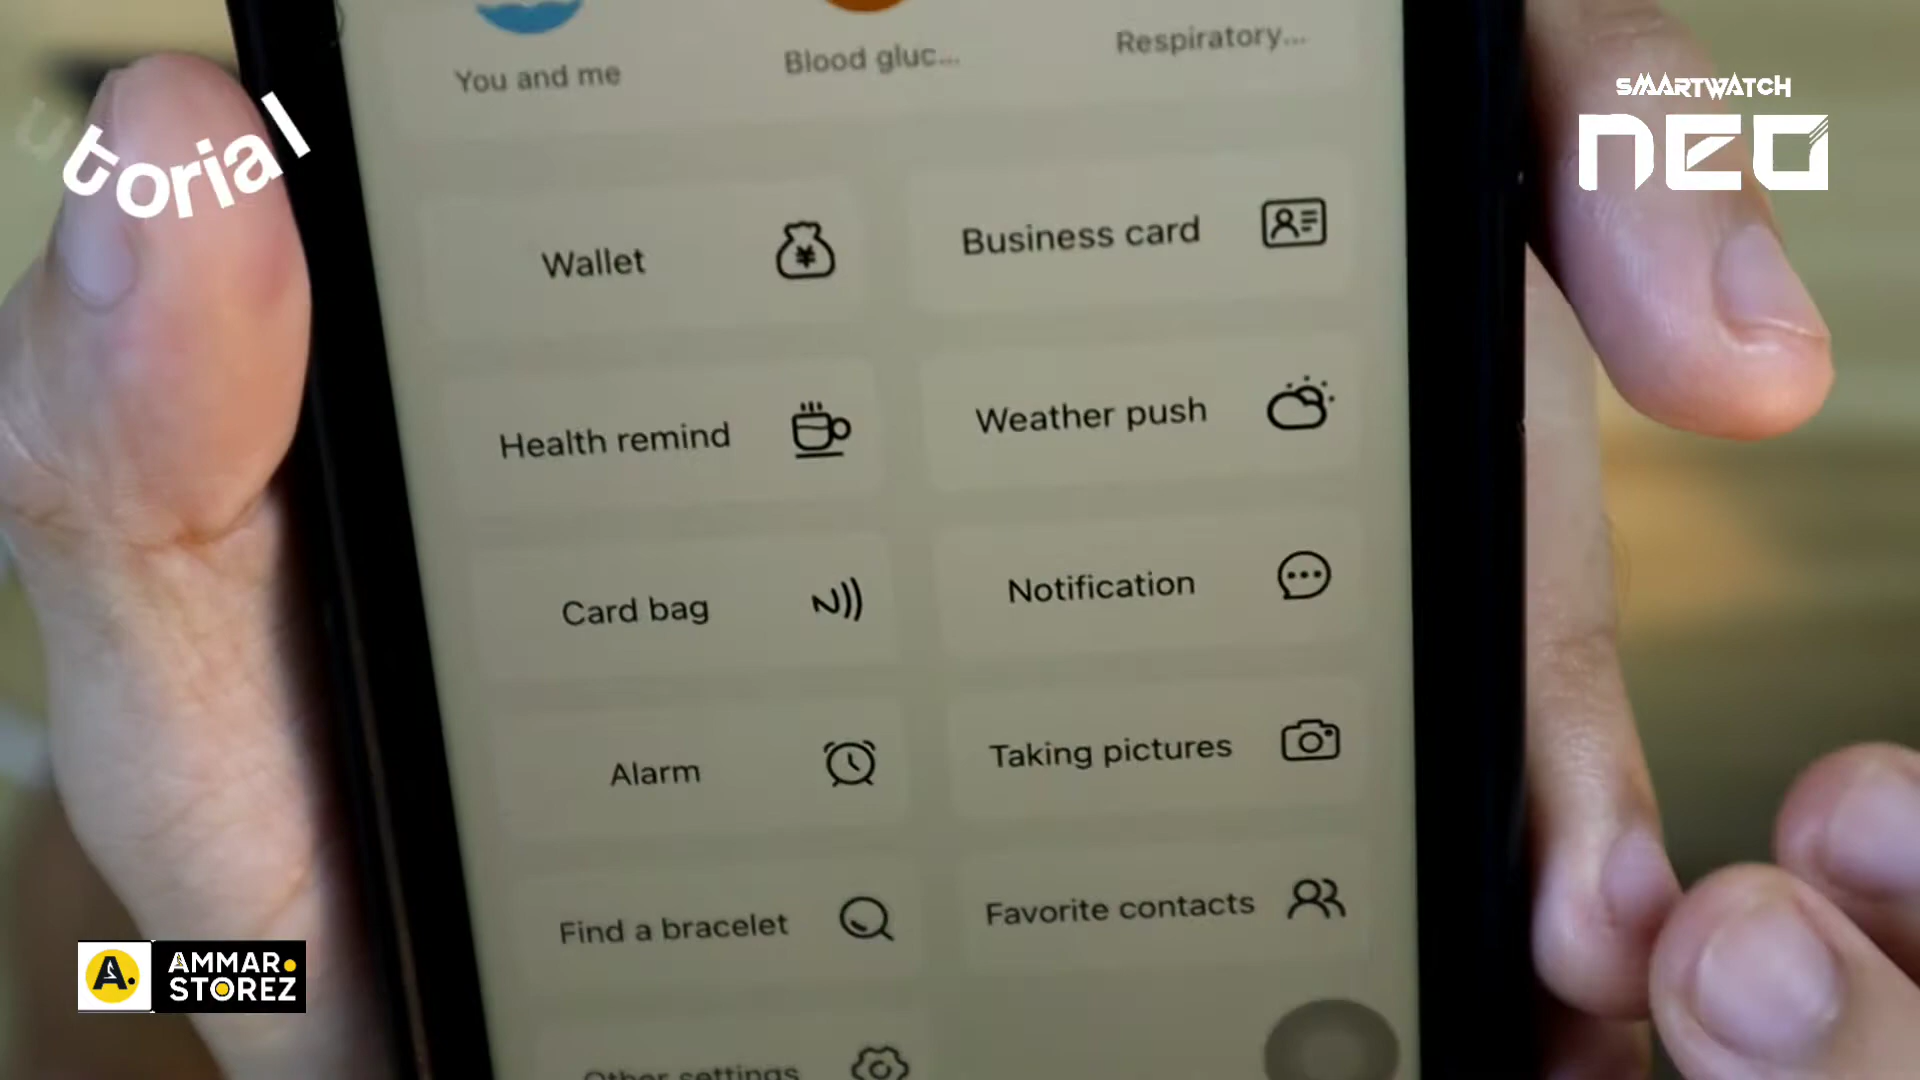 You and me
Blood gluc...
Respiratory...
SMARTWATCH
NEO
utorial
Wallet
Business card
Health remind
Weather push
Card bag
Notification
Alarm
Taking pictures
Find a bracelet
Favorite contacts
AMMAR
STOREZ
Other settings